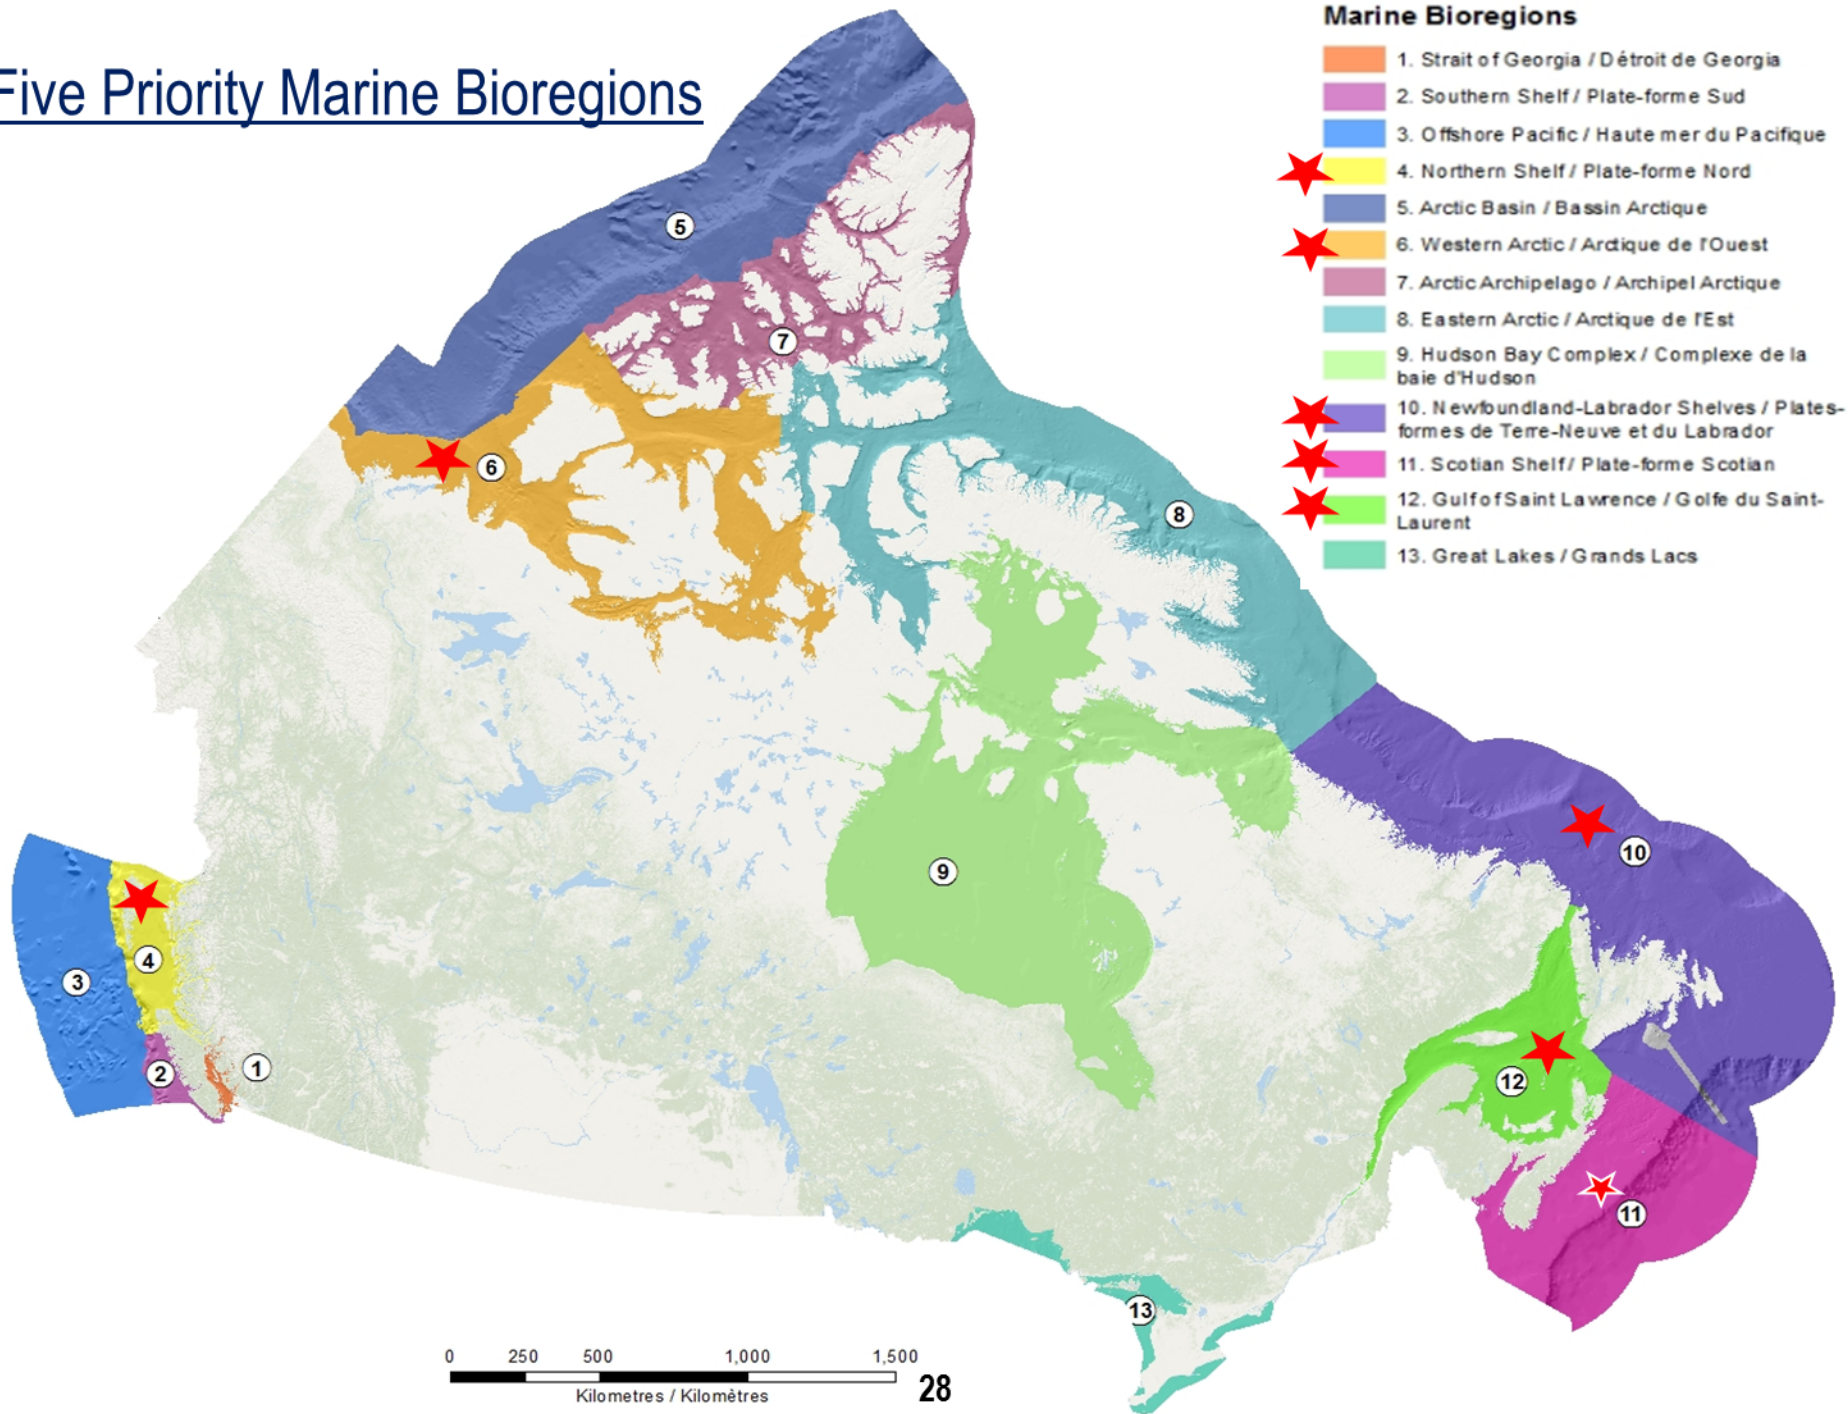 Five Priority Marine Bioregions
Marine Bioregions
1. Strait of Georgia / Détroit de Georgia
2. Southern Shelf / Plate-forme Sud
3. Offshore Pacific / Haute mer du Pacifique
4. Northern Shelf / Plate-forme Nord
5. Arctic Basin / Bassin Arctique
6. Western Arctic / Arctique de l'Ouest
7. Arctic Archipelago / Archipel Arctique
8. Eastern Arctic / Arctique de l'Est
9. Hudson Bay Complex / Complexe de la
baie d'Hudson
10. Newfoundland-Labrador Shelves / Plates-
formes de Terre-Neuve et du Labrador
11. Scotian Shelf / Plate-forme Scotian
12. Gulf of Saint Lawrence / Golfe du Saint-
Laurent
13. Great Lakes / Grands Lacs
5
7
6
8
9
10
4
3
2
1
12
11
13
0 250 500 1,000 1,500
Kilometres / Kilomètres
28